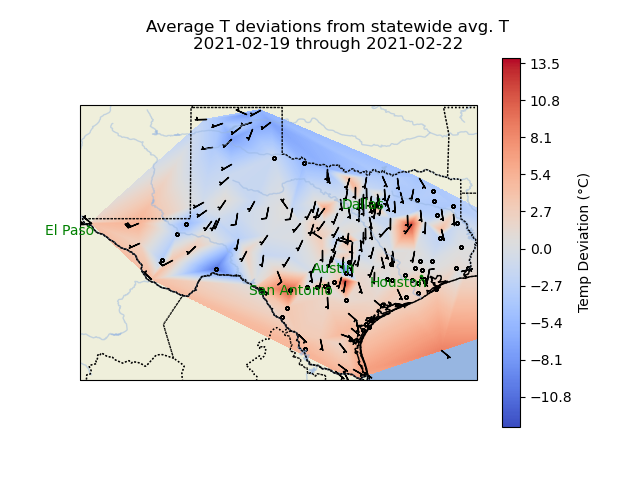 Average T deviations from statewide avg. T
2021-02-19 through 2021-02-22
El Paso
Dallas
Austin
San Antonio
Houston
13.5
10.8
8.1
5.4
2.7
0.0
−2.7
−5.4
−8.1
−10.8
Temp Deviation (°C)